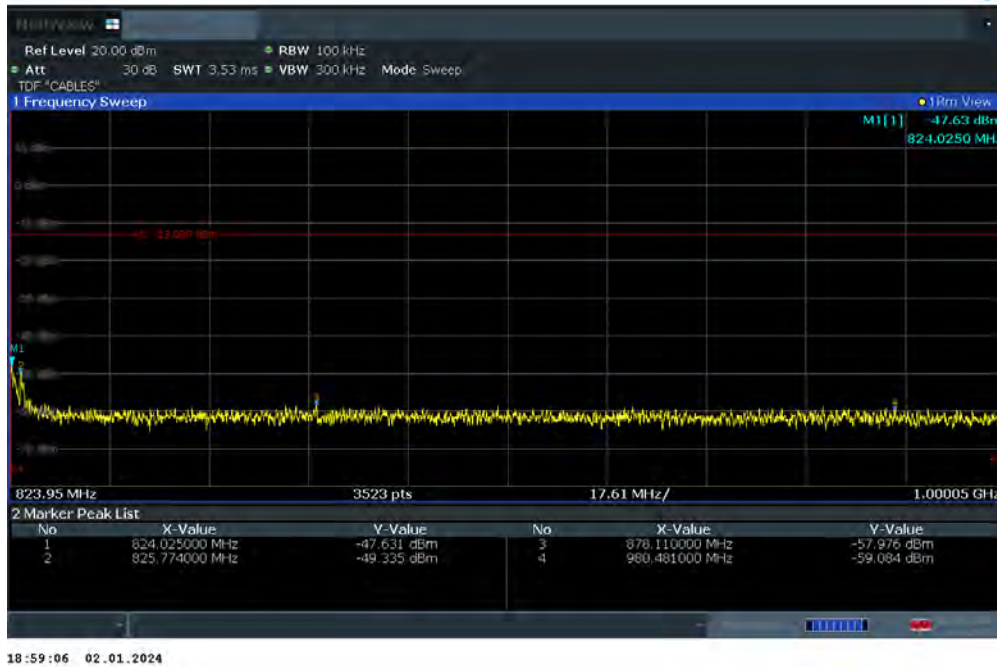 MultiView
Ref Level 20.00 dBm RBW 100 kHz
Att 30 dB SWT 3.53 ms VBW 300 kHz Mode Sweep
TDF "CABLES"
1 Frequency Sweep 1Rm View
M1[1] -47.63 dBm
824.0250 MH
M1
2
823.95 MHz 3523 pts 17.61 MHz/ 1.00005 GHz
2 Marker Peak List
No X-Value Y-Value No X-Value Y-Value
1 824.025000 MHz -47.631 dBm 3 878.110000 MHz -57.976 dBm
2 825.774000 MHz -49.335 dBm 4 980.481000 MHz -59.084 dBm
18:59:06 02.01.2024